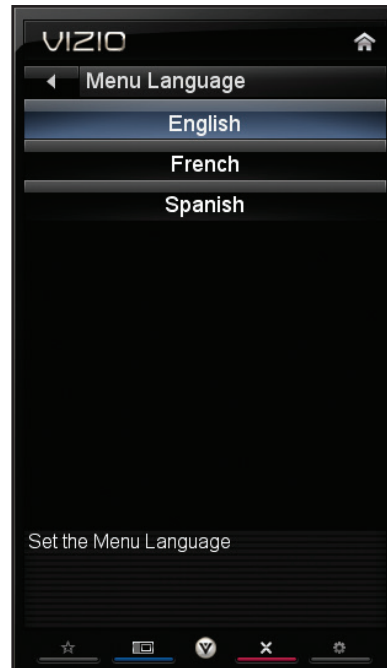 VIZIO
Menu Language
English
French
Spanish
Set the Menu Language